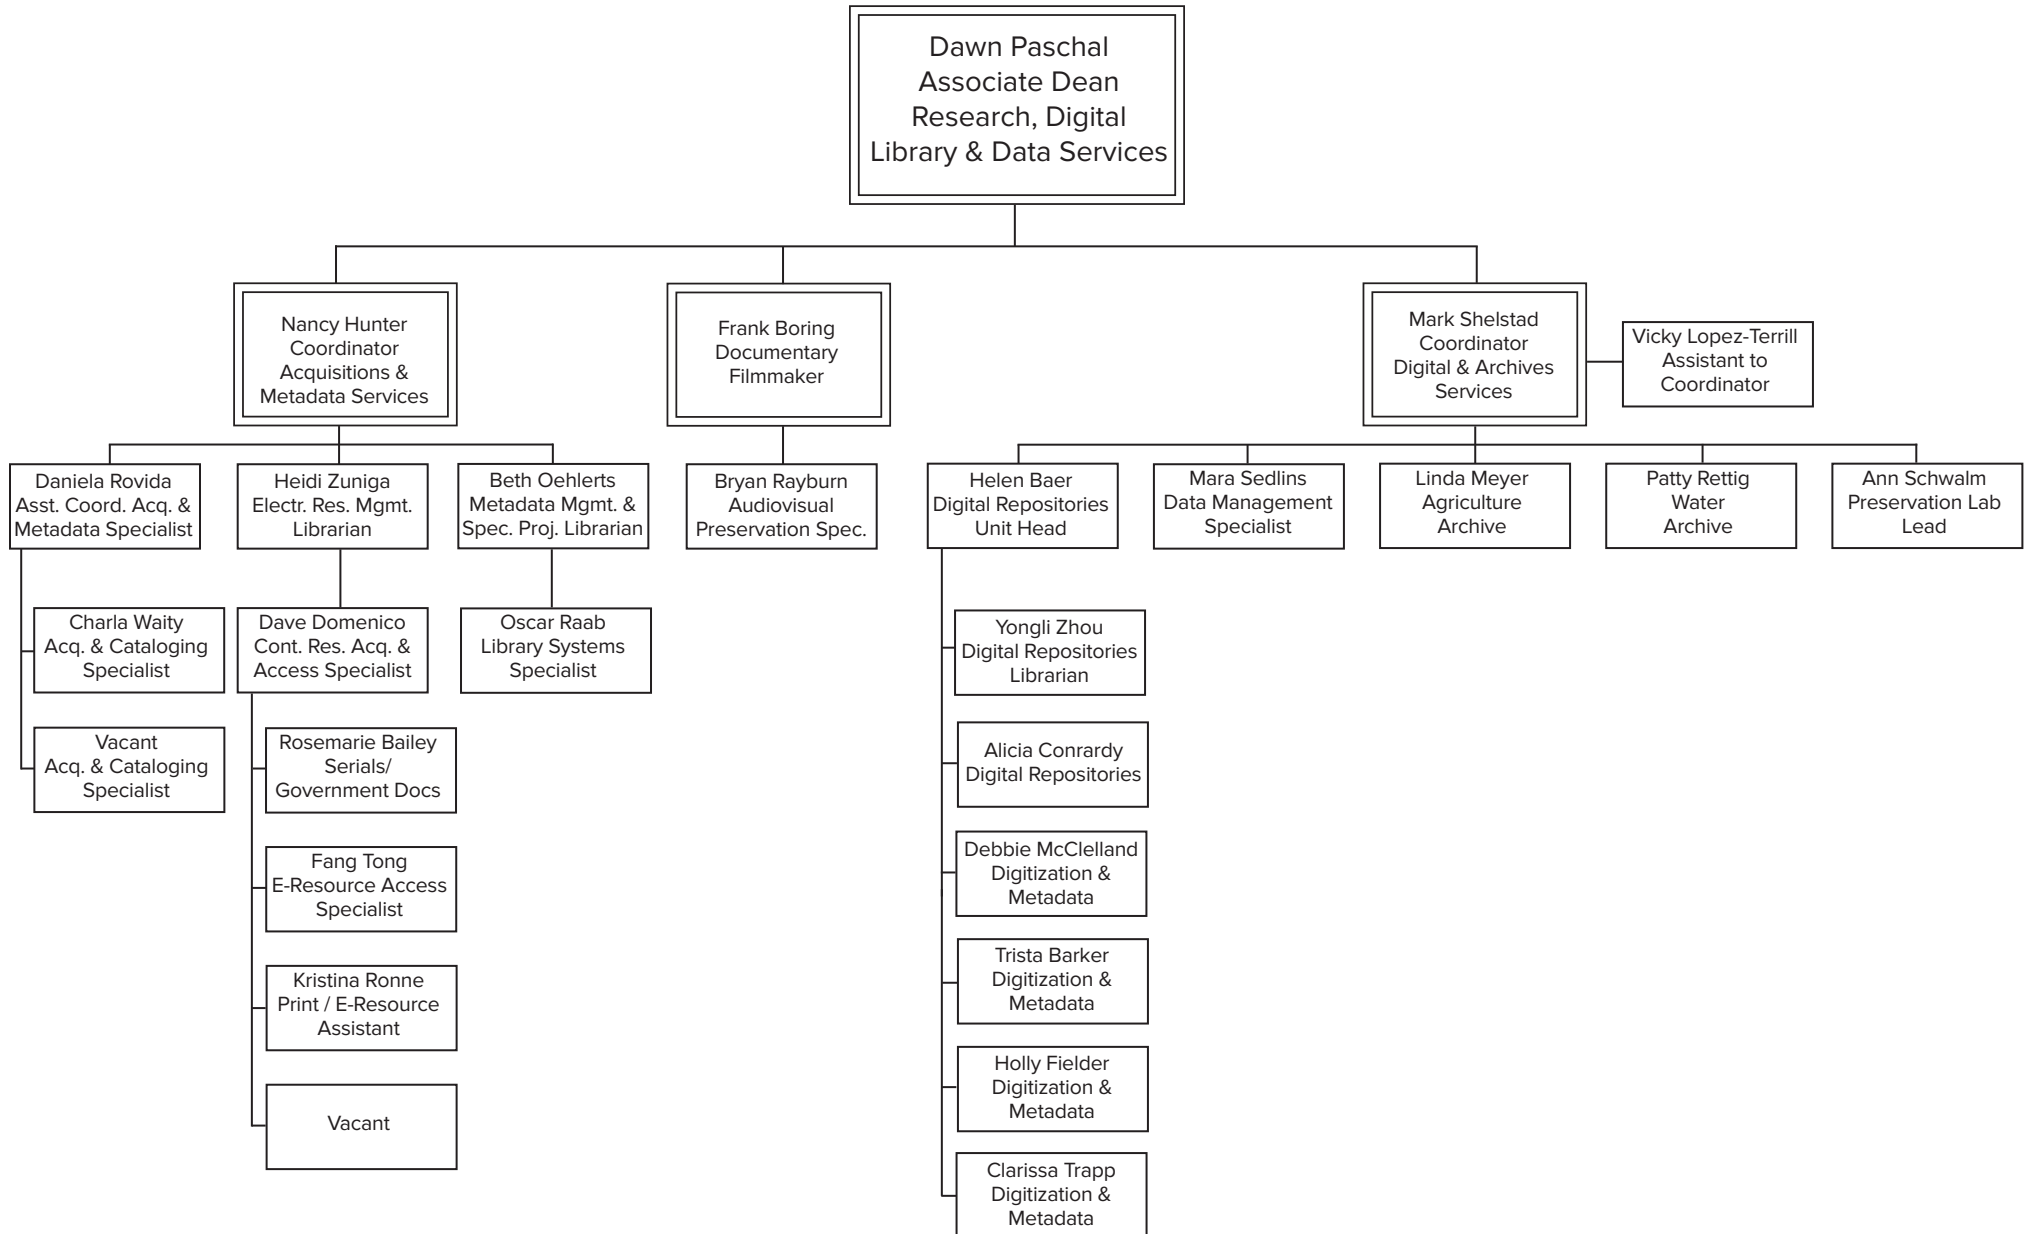 Dawn Paschal
Associate Dean
Research, Digital
Library & Data Services
Nancy Hunter
Coordinator
Acquisitions &
Metadata Services
Frank Boring
Documentary
Filmmaker
Mark Shelstad
Coordinator
Digital & Archives
Services
Vicky Lopez-Terrill
Assistant to
Coordinator
Daniela Rovida
Asst. Coord. Acq. &
Metadata Specialist
Heidi Zuniga
Electr. Res. Mgmt.
Librarian
Beth Oehlerts
Metadata Mgmt. &
Spec. Proj. Librarian
Bryan Rayburn
Audiovisual
Preservation Spec.
Helen Baer
Digital Repositories
Unit Head
Mara Sedlins
Data Management
Specialist
Linda Meyer
Agriculture
Archive
Patty Rettig
Water
Archive
Ann Schwalm
Preservation Lab
Lead
Charla Waity
Acq. & Cataloging
Specialist
Vacant
Acq. & Cataloging
Specialist
Dave Domenico
Cont. Res. Acq. &
Access Specialist
Rosemarie Bailey
Serials/
Government Docs
Fang Tong
E-Resource Access
Specialist
Kristina Ronne
Print / E-Resource
Assistant
Vacant
Oscar Raab
Library Systems
Specialist
Yongli Zhou
Digital Repositories
Librarian
Alicia Conrardy
Digital Repositories
Debbie McClelland
Digitization &
Metadata
Trista Barker
Digitization &
Metadata
Holly Fielder
Digitization &
Metadata
Clarissa Trapp
Digitization &
Metadata